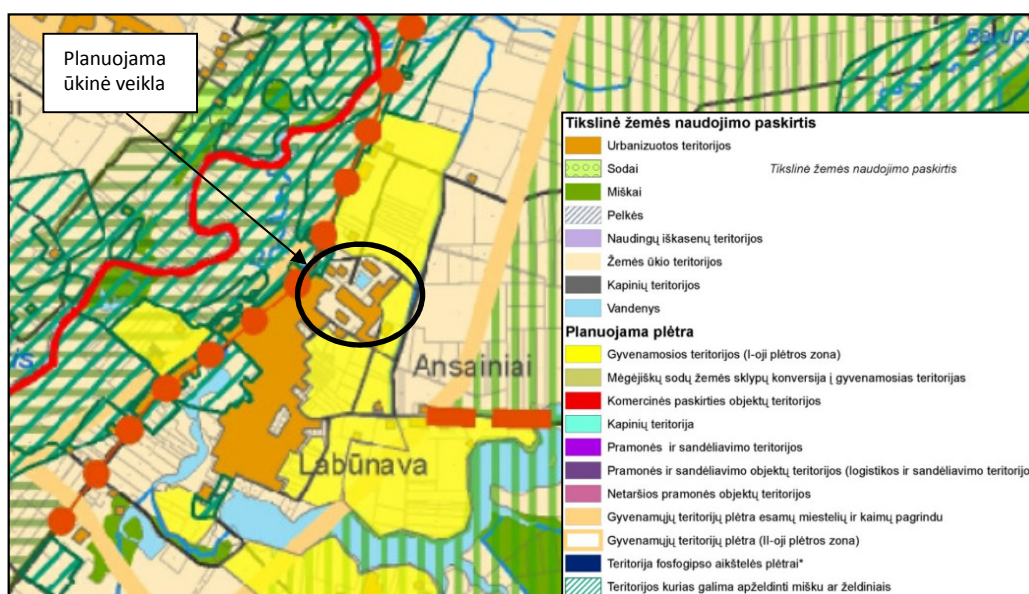 Planuojama
ūkinė veikla
ai
Ansainiai
Labūnava
Tikslinė žemės naudojimo paskirtis
Urbanizuotos teritorijos
Sodai
Tikslinė žemės naudojimo paskirtis
Miškai
Pelkės
Naudingų iškasenų teritorijos
Žemės ūkio teritorijos
Kapinių teritorijos
Vandenys
Planuojama plėtra
Gyvenamosios teritorijos (I-oji plėtros zona)
Mėgėjiškų sodų žemės sklypų konversija į gyvenamosias teritorijas
Komercinės paskirties objektų teritorijos
Kapinių teritorija
Pramonės ir sandėliavimo teritorijos
Pramonės ir sandėliavimo objektų teritorijos (logistikos ir sandėliavimo teritorijo
Netaršios pramonės objektų teritorijos
Gyvenamųjų teritorijų plėtra esamų miestelių ir kaimų pagrindu
Gyvenamųjų teritorijų plėtra (II-oji plėtros zona)
Teritorija fosfogipso aikštelės plėtrai*
Teritorijos kurias galima apželdinti mišku ar želdiniais